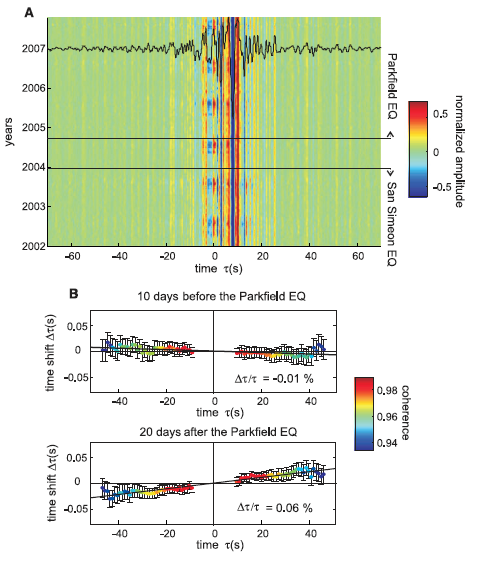 A
2007
2006
2005
2004
2003
2002
years
-60 -40 -20 0 20 40 60
time τ(s)
Parkfield EQ
San Simeon EQ
0.5
0
-0.5
normalized amplitude
B
10 days before the Parkfield EQ
0,05
0
-0,05
time shift Δτ(s)
Δτ/τ = -0.01 %
-40 -20 0 20 40
time τ(s)
20 days after the Parkfield EQ
0,05
0
-0,05
time shift Δτ(s)
Δτ/τ = 0.06 %
-40 -20 0 20 40
time τ(s)
0,98
0.96
0,94
coherence